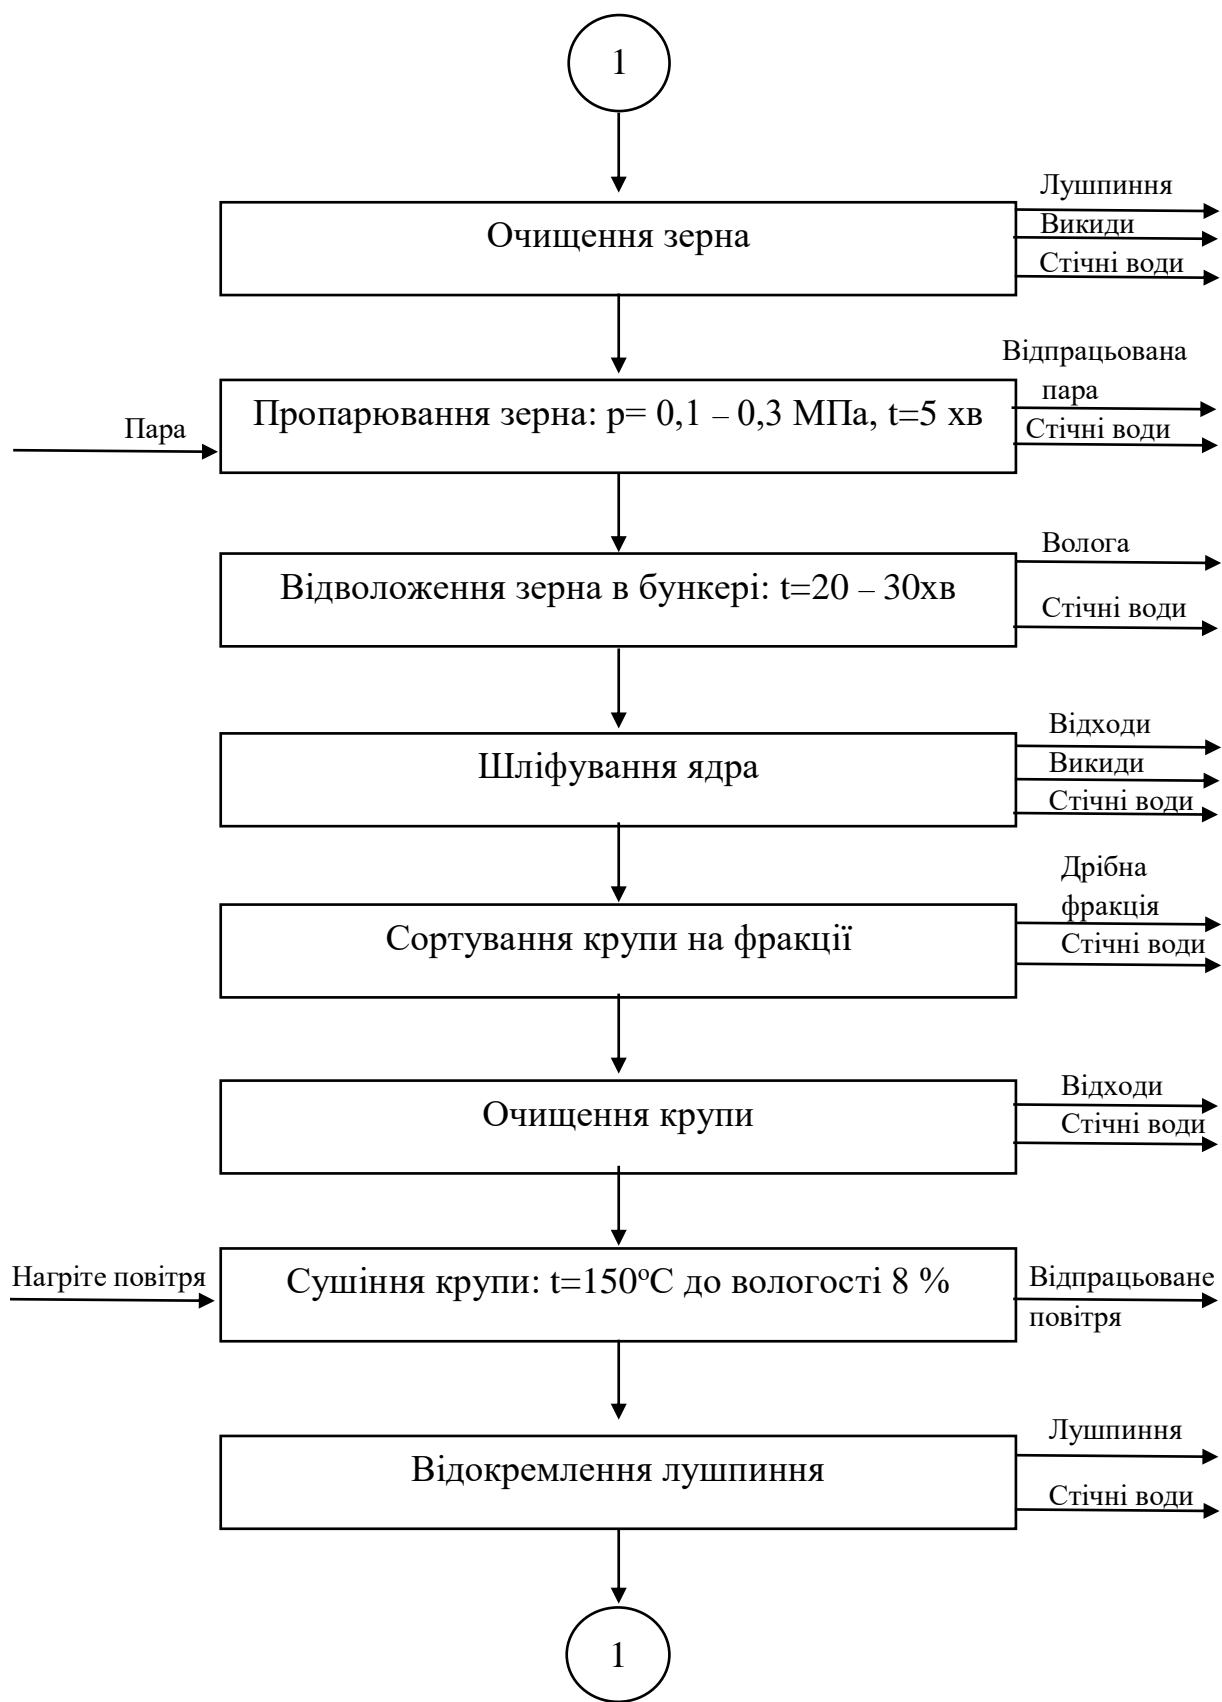 1
Лушпиння
Викиди
Очищення зерна
Стічні води
Відпрацьована
пара
Пара
Пропарювання зерна: p= 0,1 – 0,3 МПа, t=5 хв
Стічні води
Волога
Відволоження зерна в бункері: t=20 – 30хв
Стічні води
Відходи
Викиди
Шліфування ядра
Стічні води
Дрібна
фракція
Сортування крупи на фракції
Стічні води
Відходи
Очищення крупи
Стічні води
Нагріте повітря
Сушіння крупи: t=150ºС до вологості 8 %
Відпрацьоване
повітря
Лушпиння
Відокремлення лушпиння
Стічні води
1